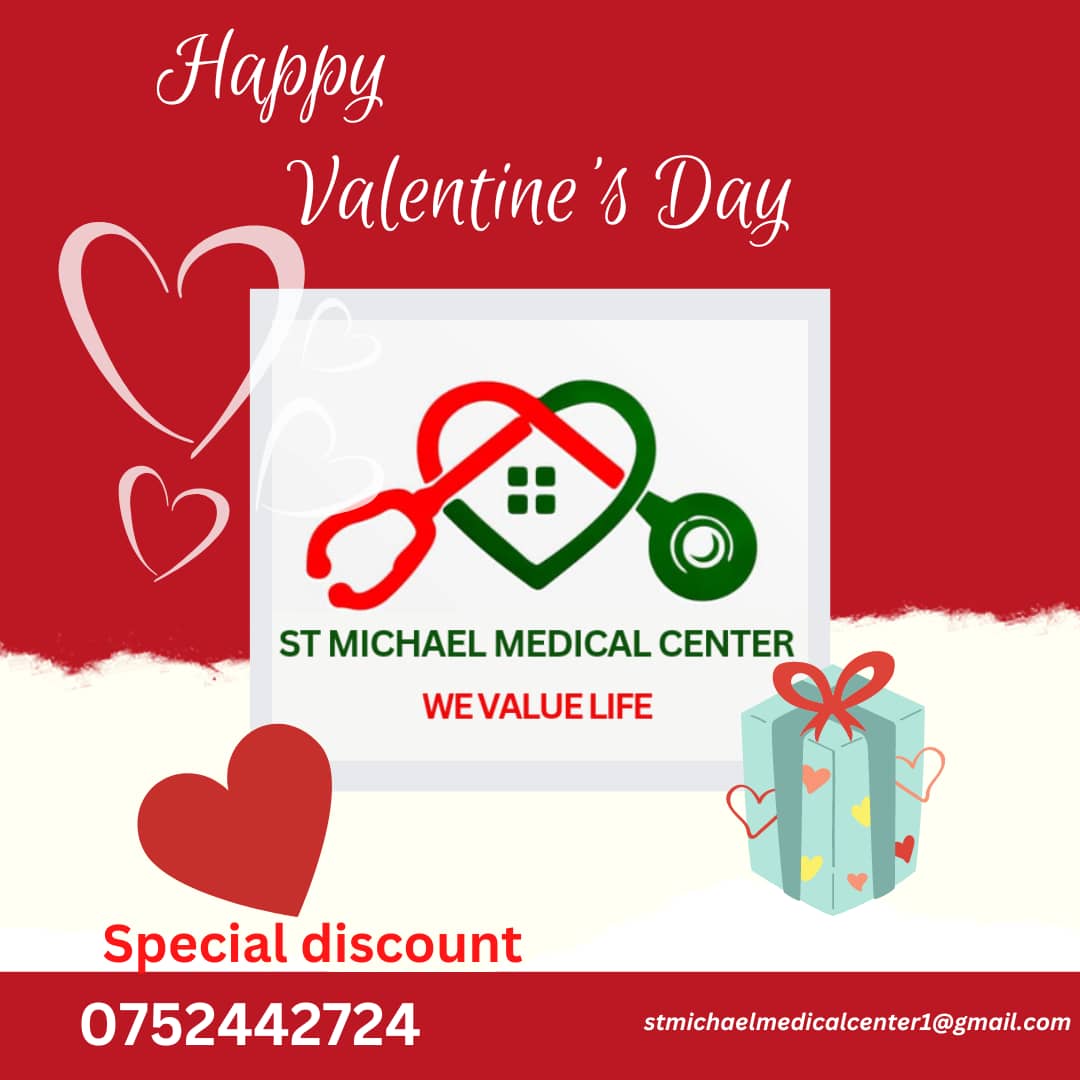 Happy
Valentine's Day
ST MICHAEL MEDICAL CENTER
WE VALUE LIFE
Special discount
0752442724
stmichaelmedicalcenter1@gmail.com